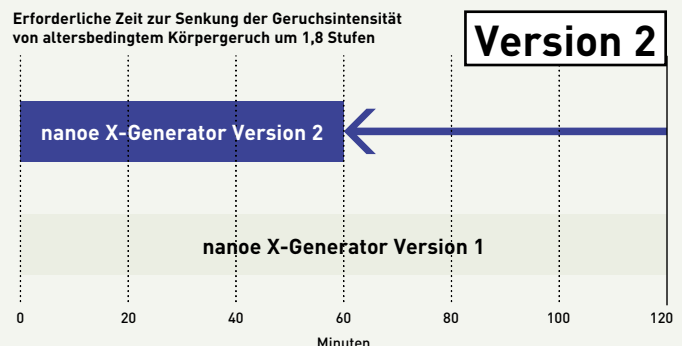 Erforderliche Zeit zur Senkung der Geruchsintensität
von altersbedingtem Körpergeruch um 1,8 Stufen
Version 2
nanoe X-Generator Version 2
nanoe X-Generator Version 1
0 20 40 60 80 100 120
Minuten